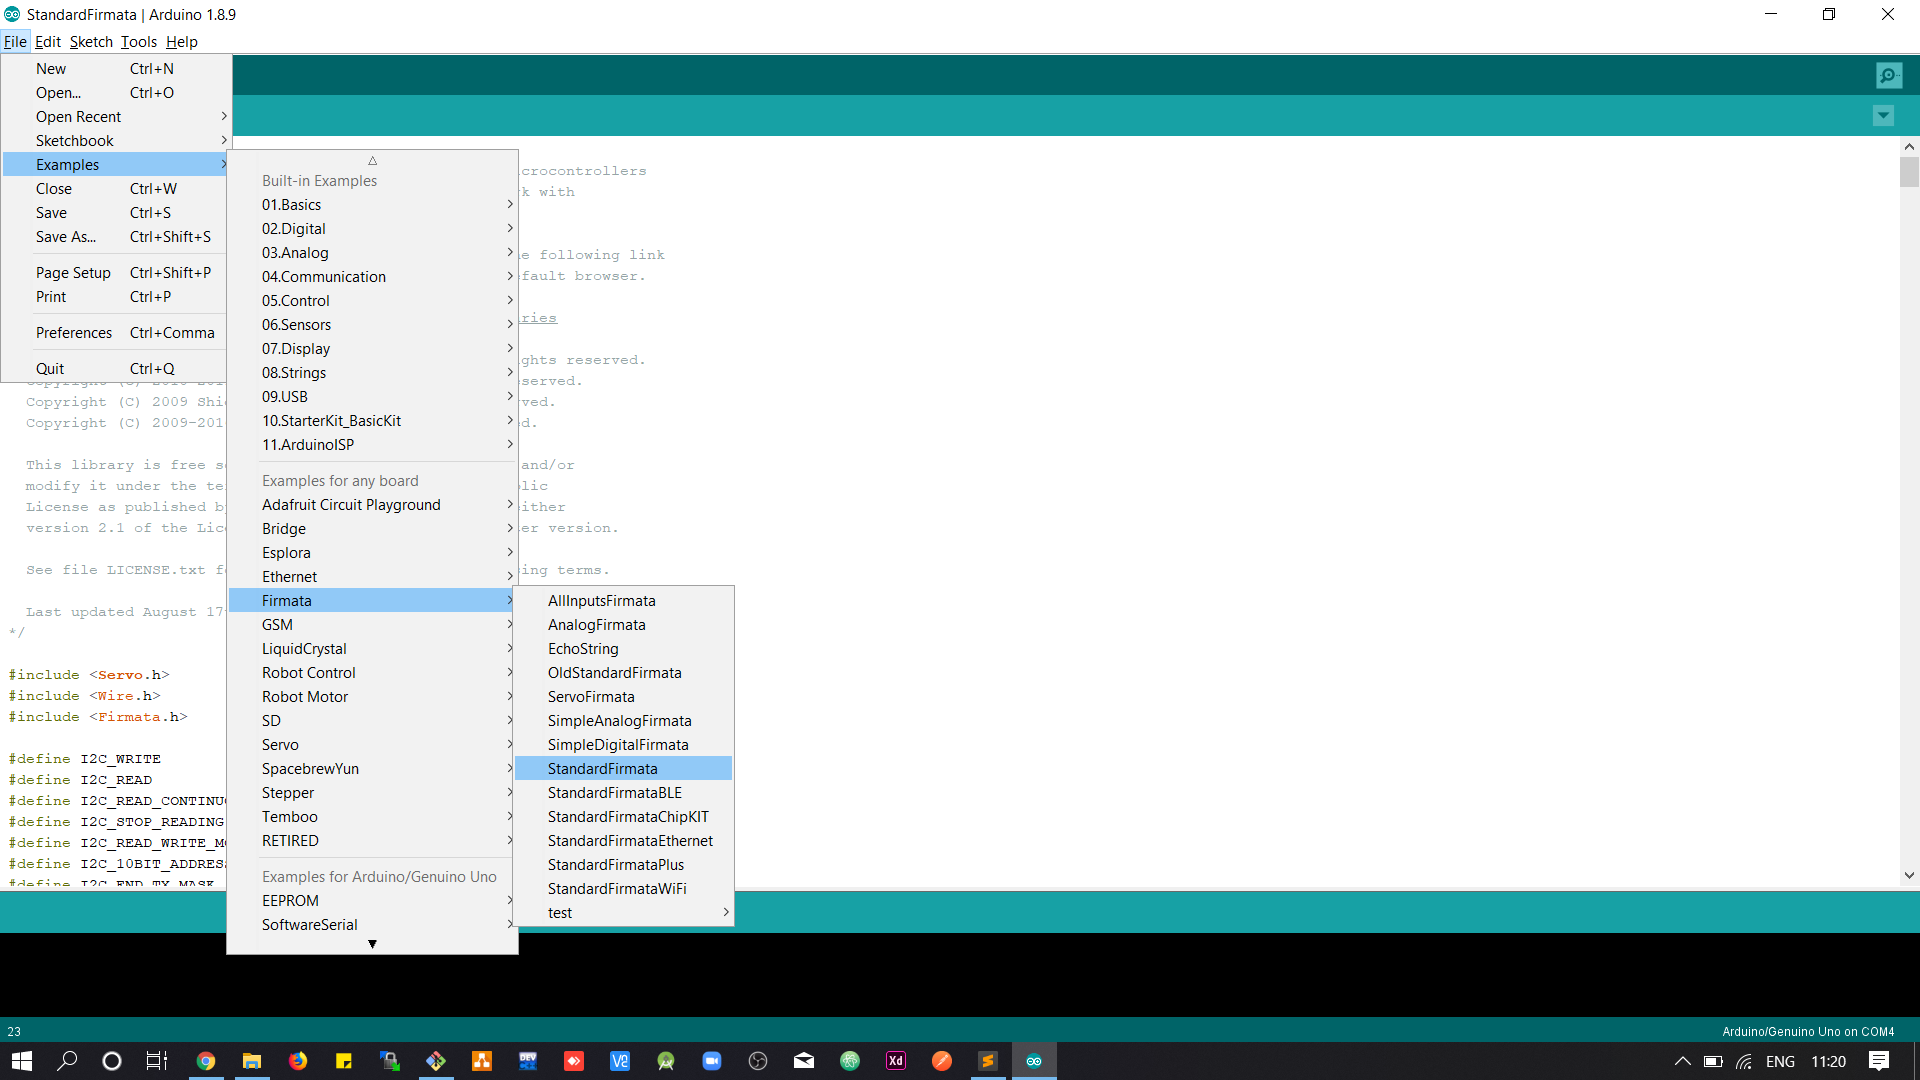 StandardFirmata | Arduino 1.8.9
File Edit Sketch Tools Help
New Ctrl+N
Open... Ctrl+O
Open Recent
Sketchbook
Examples
Close Ctrl+W
Save Ctrl+S
Save As... Ctrl+Shift+S
Page Setup Ctrl+Shift+P
Print Ctrl+P
Preferences Ctrl+Comma
Quit Ctrl+Q
Built-in Examples
01.Basics
02.Digital
03.Analog
04.Communication
05.Control
06.Sensors
07.Display
08.Strings
09.USB
10.StarterKit_BasicKit
11.ArduinoISP
Examples for any board
Adafruit Circuit Playground
Bridge
Esplora
Ethernet
Firmata
GSM
LiquidCrystal
Robot Control
Robot Motor
SD
Servo
SpacebrewYun
Stepper
Temboo
RETIRED
Examples for Arduino/Genuino Uno
EEPROM
SoftwareSerial
AllInputsFirmata
AnalogFirmata
EchoString
OldStandardFirmata
ServoFirmata
SimpleAnalogFirmata
SimpleDigitalFirmata
StandardFirmata
StandardFirmataBLE
StandardFirmataChipKIT
StandardFirmataEthernet
StandardFirmataPlus
StandardFirmataWiFi
test
crocontrollers
k with
e following link
fault browser.
ries
ghts reserved.
served.
Copyright (C) 2009 Shi ved.
Copyright (C) 2009-201 d.
This library is free s and/or
modify it under the te lic
License as published b ither
version 2.1 of the Lic er version.
See file LICENSE.txt f ing terms.
Last updated August 17
*/
#include <Servo.h>
#include <Wire.h>
#include <Firmata.h>
#define I2C_WRITE
#define I2C_READ
#define I2C_READ_CONTINU
#define I2C_STOP_READING
#define I2C_READ_WRITE_M
#define I2C_10BIT_ADDRES
#define I2C_END_TX_MASK
23
Arduino/Genuino Uno on COM4
DEV
V2
Xd
ENG 11:20